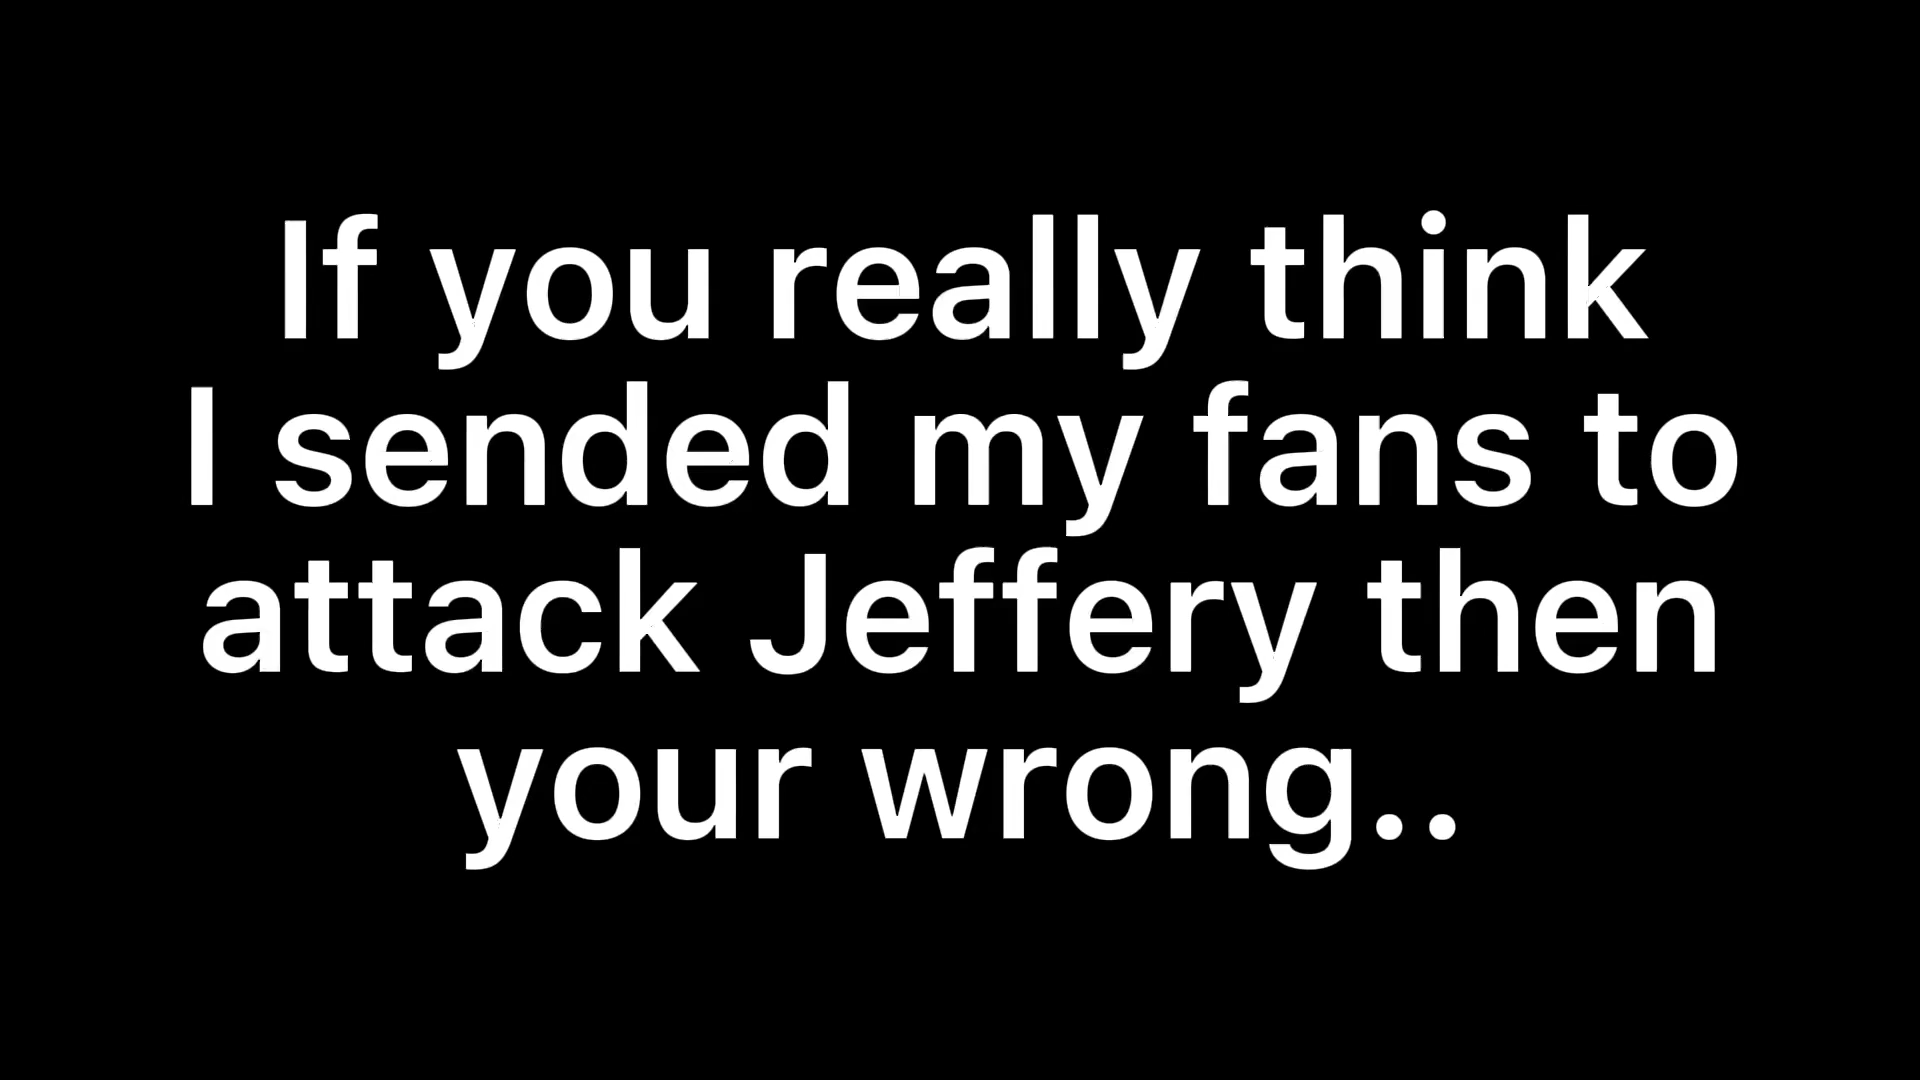 If you really think
I sended my fans to
attack Jeffery then
your wrong..